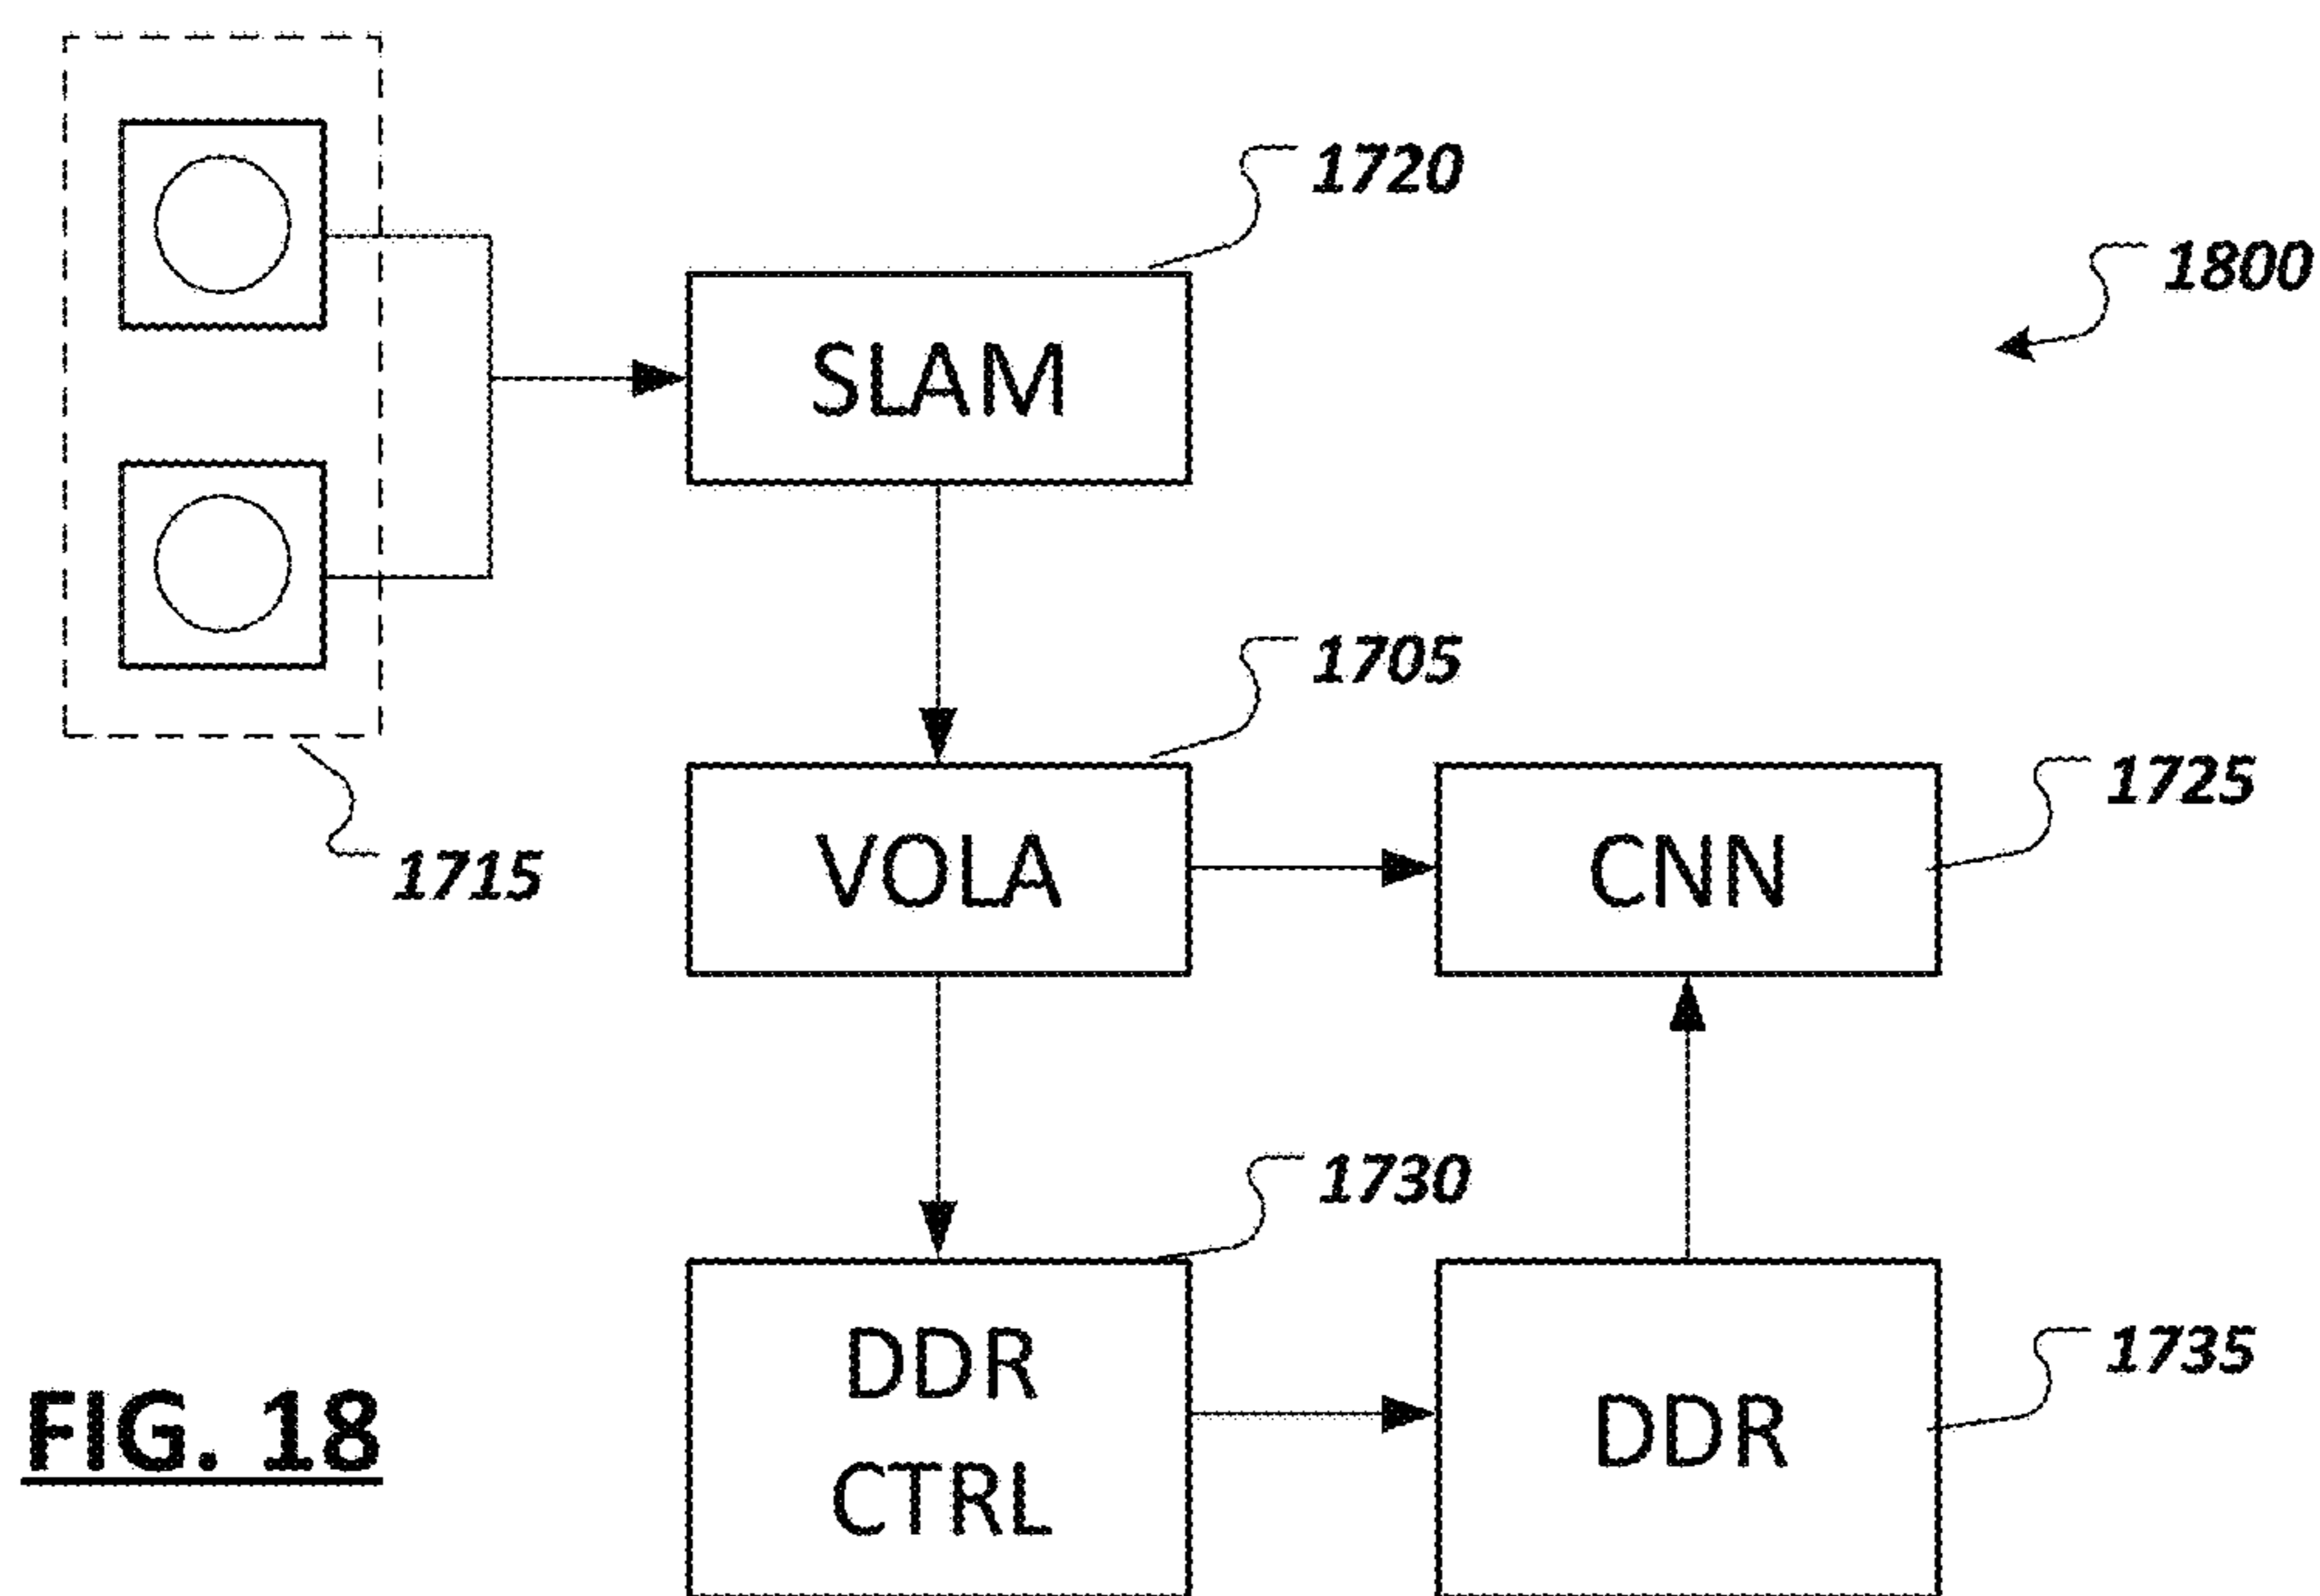 1720
1800
SLAM
1705
1725
1715
VOLA
CNN
1730
1735
DDR
CTRL
DDR
FIG. 18